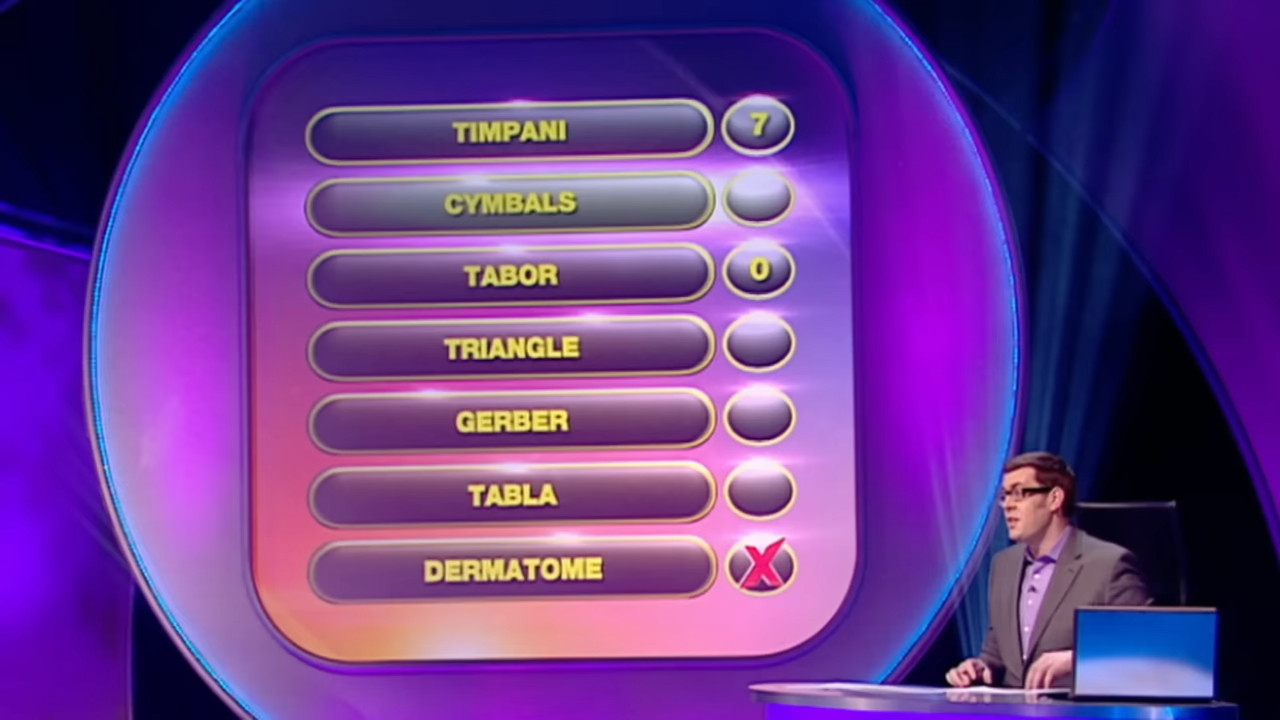 TIMPANI 7
CYMBALS
TABOR 0
TRIANGLE
GERBER
TABLA
DERMATOME X